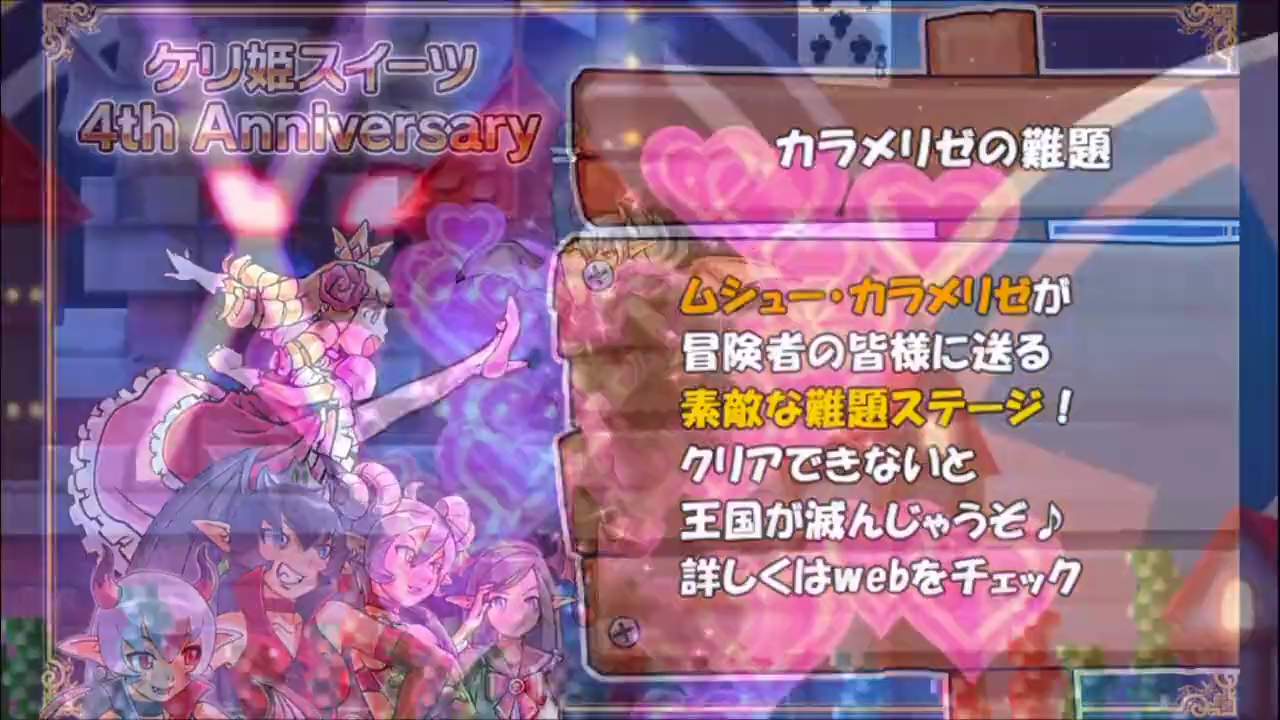 ケリ姫スイーツ
4th Anniversary
カラメリゼの難題
ムシュー・カラメリゼが
冒険者の皆様に送る
素敵な難題ステージ！
クリアできないと
王国が滅んじゃうぞ♪
詳しくはwebをチェック